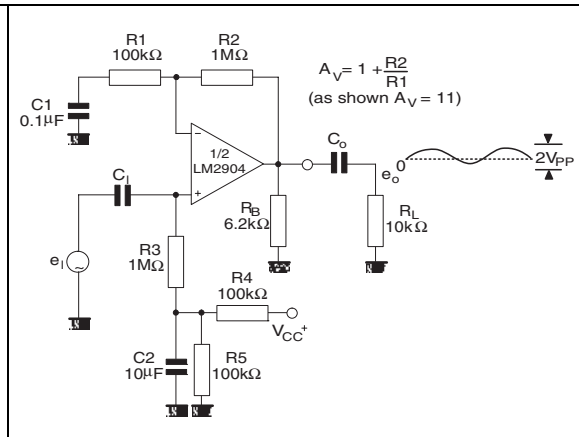 R1
100kΩ
R2
1MΩ
A_V = 1 + R2/R1
(as shown A_V = 11)
C1
0.1μF
1/2
LM2904
C_I
C_o
0
e_o
2V_PP
R_B
6.2kΩ
R_L
10kΩ
R3
1MΩ
e_I
~
R4
100kΩ
V_CC+
C2
10μF
R5
100kΩ